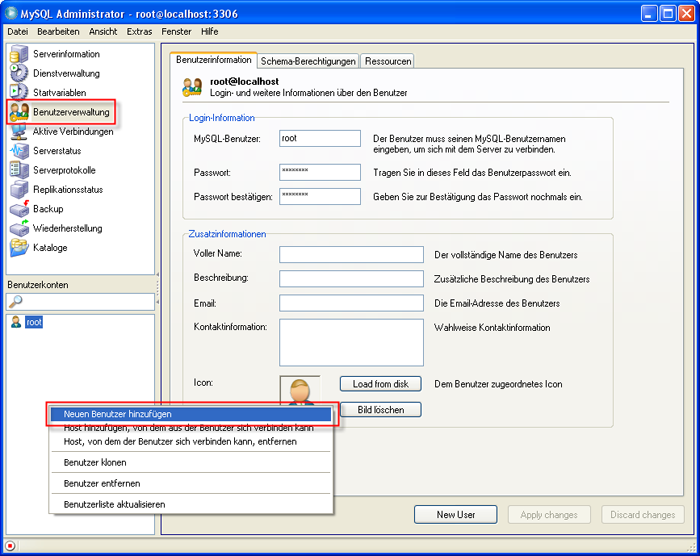 MySQL Administrator - root@localhost:3306
Datei Bearbeiten Ansicht Extras Fenster Hilfe
Serverinformation
Dienstverwaltung
Startvariablen
Benutzerverwaltung
Aktive Verbindungen
Serverstatus
Serverprotokolle
Replikationsstatus
Backup
Wiederherstellung
Kataloge
Benutzerkonten
root
Benutzerinformation Schema-Berechtigungen Ressourcen
root@localhost
Login- und weitere Informationen über den Benutzer
Login-Information
MySQL-Benutzer: root Der Benutzer muss seinen MySQL-Benutzernamen
eingeben, um sich mit dem Server zu verbinden.
Passwort: ******** Tragen Sie in dieses Feld das Benutzerpasswort ein.
Passwort bestätigen: ******** Geben Sie zur Bestätigung das Passwort nochmals ein.
Zusatzinformationen
Voller Name: Der vollständige Name des Benutzers
Beschreibung: Zusätzliche Beschreibung des Benutzers
Email: Die Email-Adresse des Benutzers
Kontaktinformation: Wahlweise Kontaktinformation
Icon: Load from disk Dem Benutzer zugeordnetes Icon
Bild löschen
Neuen Benutzer hinzufügen
Host hinzufügen, von dem aus der Benutzer sich verbinden kann
Host, von dem der Benutzer sich verbinden kann, entfernen
Benutzer klonen
Benutzer entfernen
Benutzerliste aktualisieren
New User Apply changes Discard changes